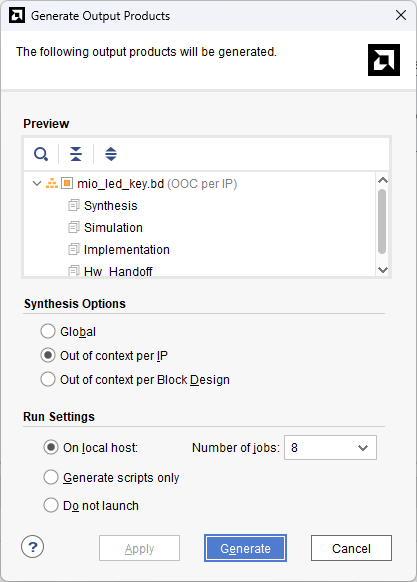 Generate Output Products
The following output products will be generated.
Preview
mio_led_key.bd (OOC per IP)
Synthesis
Simulation
Implementation
Hw_Handoff
Synthesis Options
Global
Out of context per IP
Out of context per Block Design
Run Settings
On local host: Number of jobs: 8
Generate scripts only
Do not launch
? Apply Generate Cancel